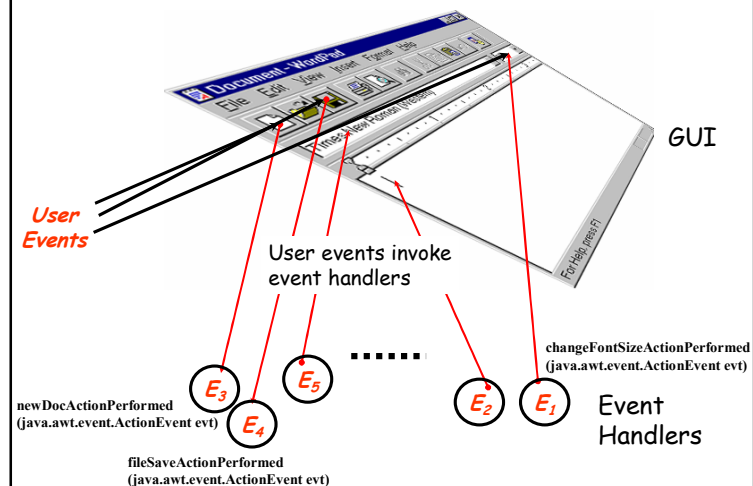 Document - WordPad
File Edit View Insert Format Help
Times New Roman (Western)
GUI
User
Events
User events invoke
event handlers
For Help, press F1
changeFontSizeActionPerformed
(java.awt.event.ActionEvent evt)
E3
E5
E2
E1
E4
newDocActionPerformed
(java.awt.event.ActionEvent evt)
Event
Handlers
fileSaveActionPerformed
(java.awt.event.ActionEvent evt)